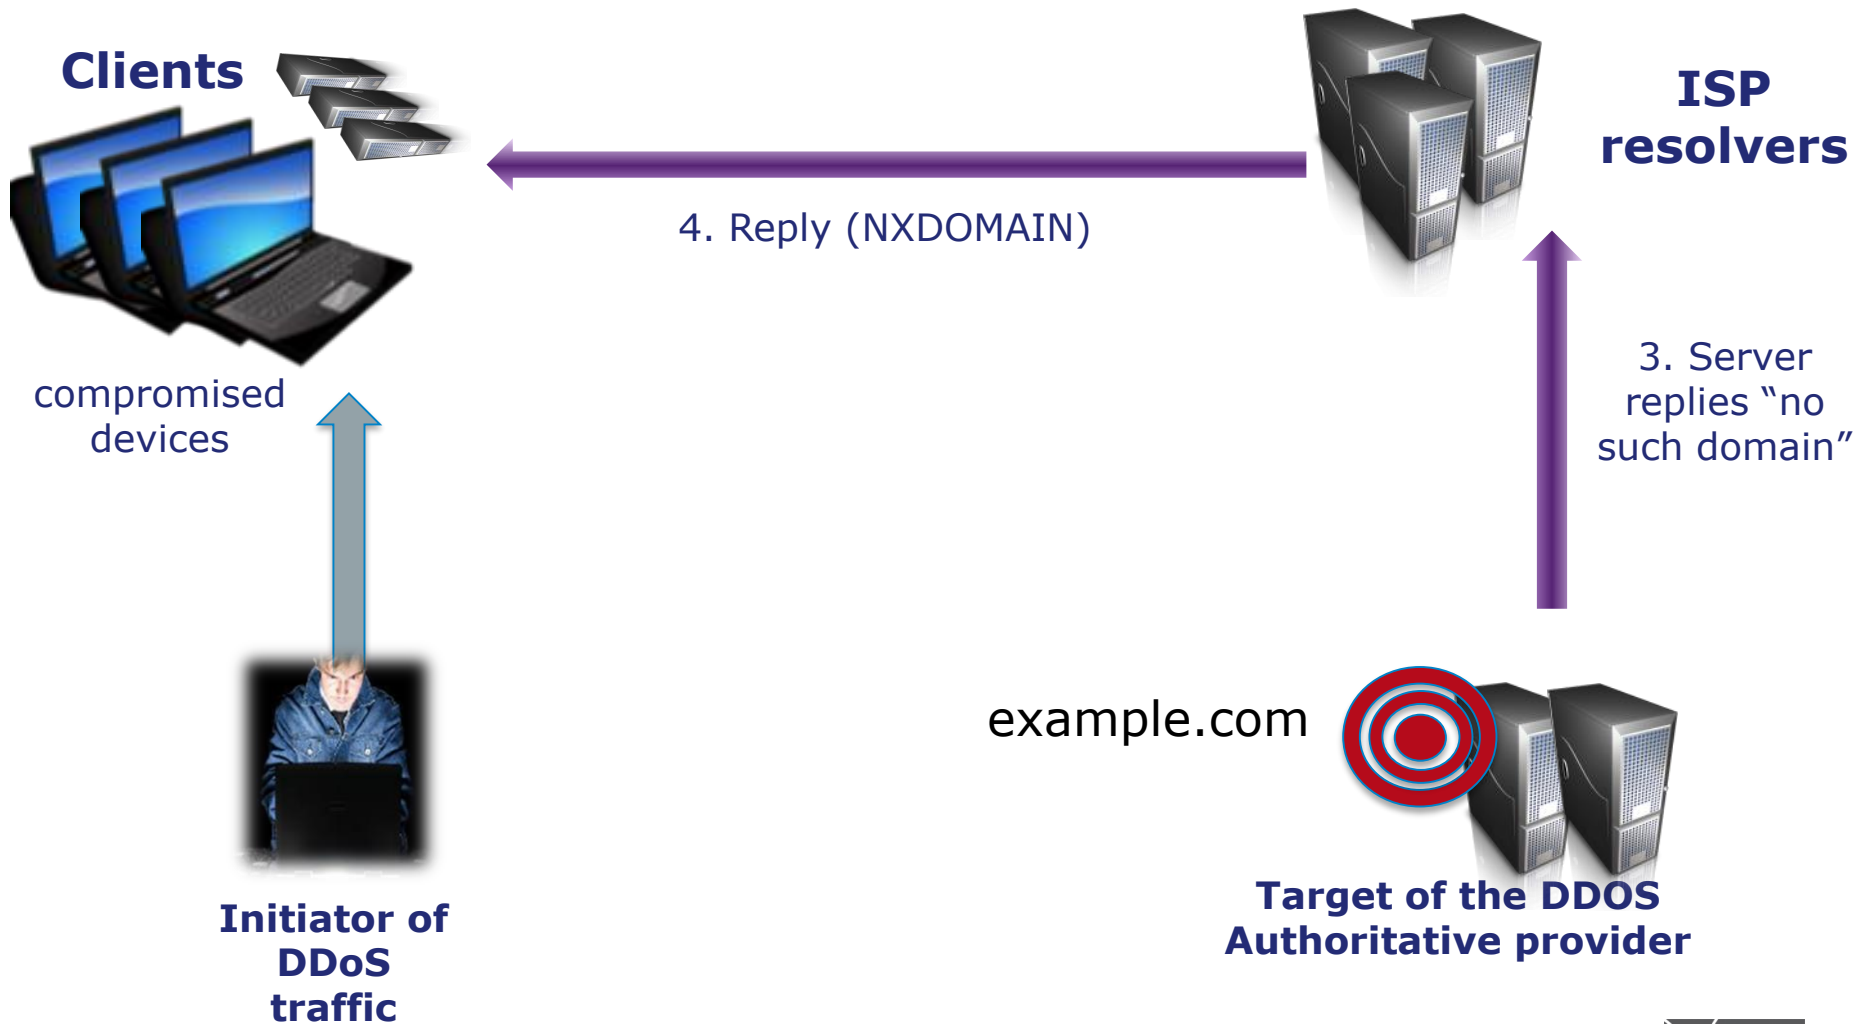 Clients
ISP
resolvers
4. Reply (NXDOMAIN)
compromised
devices
3. Server
replies “no
such domain”
example.com
Initiator of
DDoS
traffic
Target of the DDOS
Authoritative provider